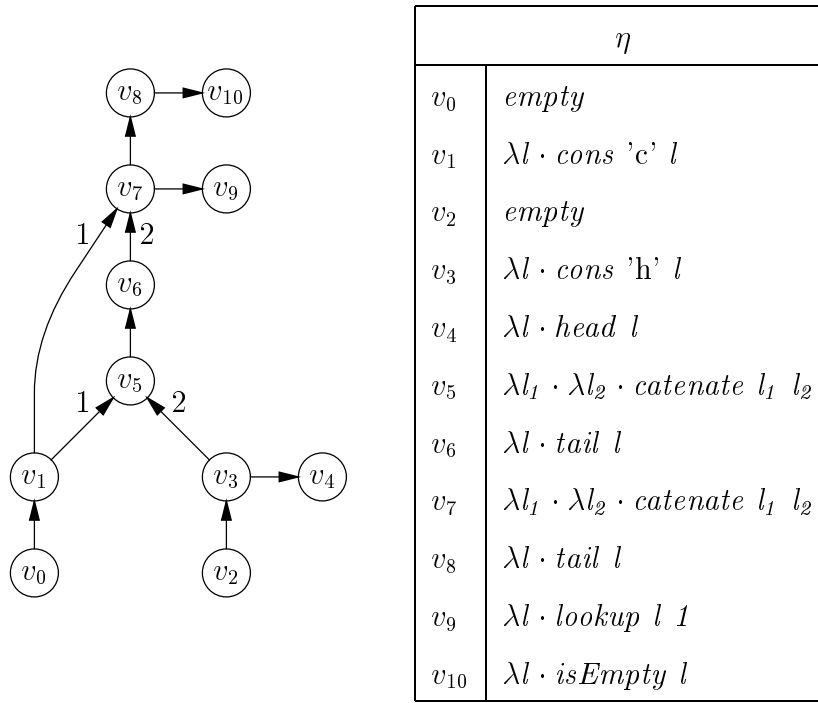 v8 v10
v7 v9
1 2
v6
v5
1 2
v1 v3 v4
v0 v2
η
v0 empty
v1 λl · cons 'c' l
v2 empty
v3 λl · cons 'h' l
v4 λl · head l
v5 λl1 · λl2 · catenate l1 l2
v6 λl · tail l
v7 λl1 · λl2 · catenate l1 l2
v8 λl · tail l
v9 λl · lookup l 1
v10 λl · isEmpty l